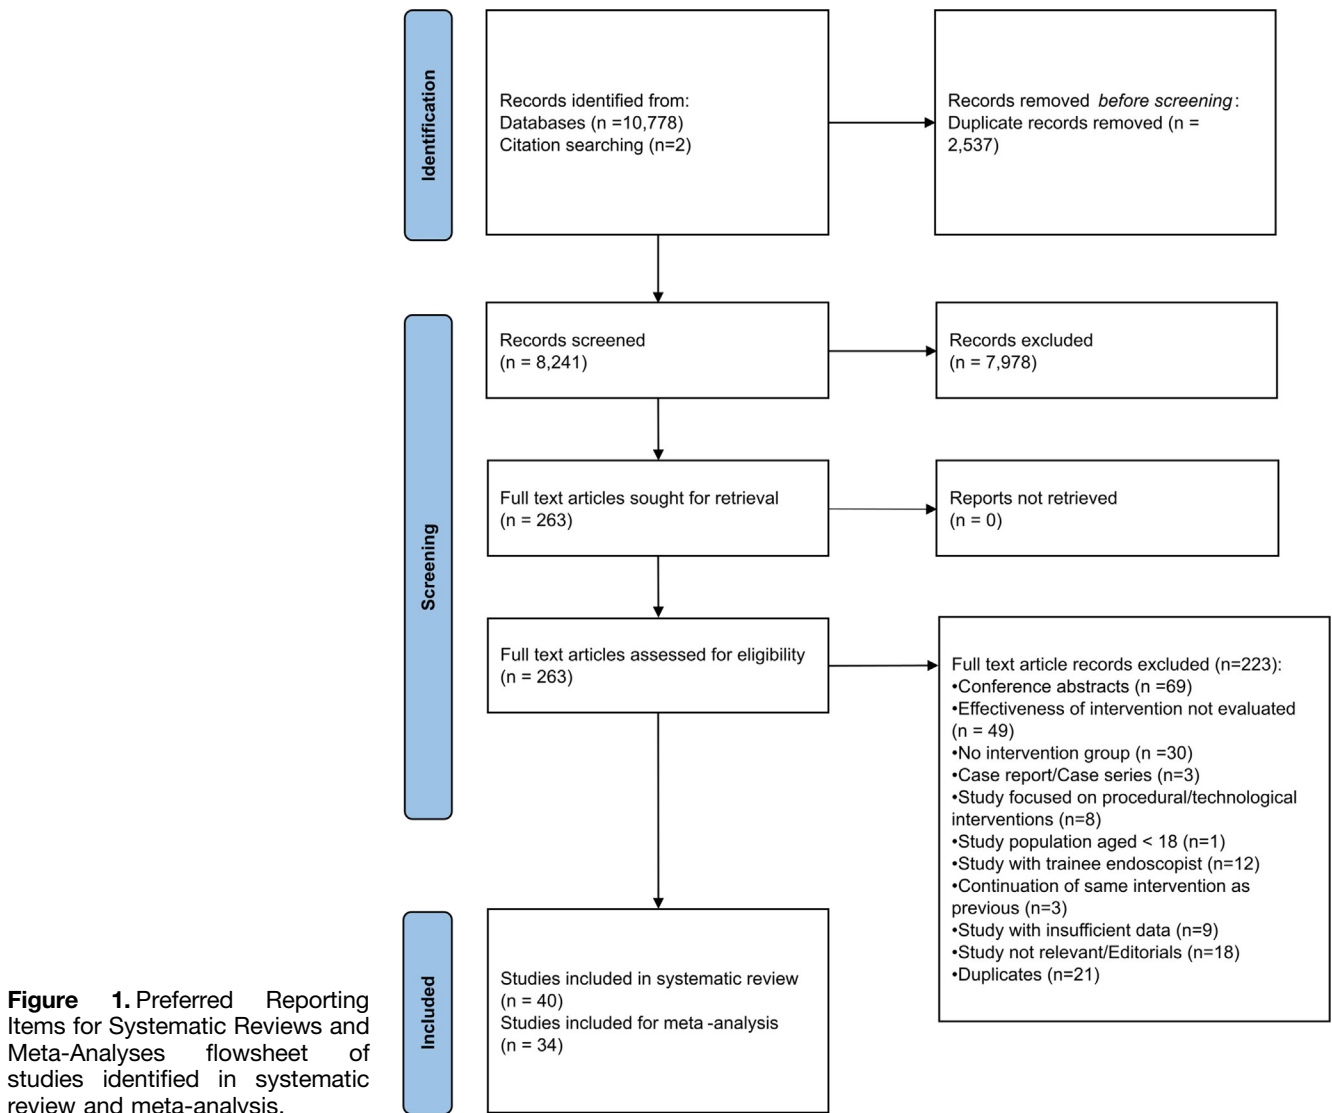 Identification
Records identified from:
Databases (n =10,778)
Citation searching (n=2)
Records removed before screening:
Duplicate records removed (n =
2,537)
Screening
Records screened
(n = 8,241)
Records excluded
(n = 7,978)
Full text articles sought for retrieval
(n = 263)
Reports not retrieved
(n = 0)
Full text articles assessed for eligibility
(n = 263)
Full text article records excluded (n=223):
•Conference abstracts (n =69)
•Effectiveness of intervention not evaluated
(n = 49)
•No intervention group (n =30)
•Case report/Case series (n=3)
•Study focused on procedural/technological
interventions (n=8)
•Study population aged < 18 (n=1)
•Study with trainee endoscopist (n=12)
•Continuation of same intervention as
previous (n=3)
•Study with insufficient data (n=9)
•Study not relevant/Editorials (n=18)
•Duplicates (n=21)
Included
Studies included in systematic review
(n = 40)
Studies included for meta -analysis
(n = 34)
Figure 1. Preferred Reporting
Items for Systematic Reviews and
Meta-Analyses flowsheet of
studies identified in systematic
review and meta-analysis.